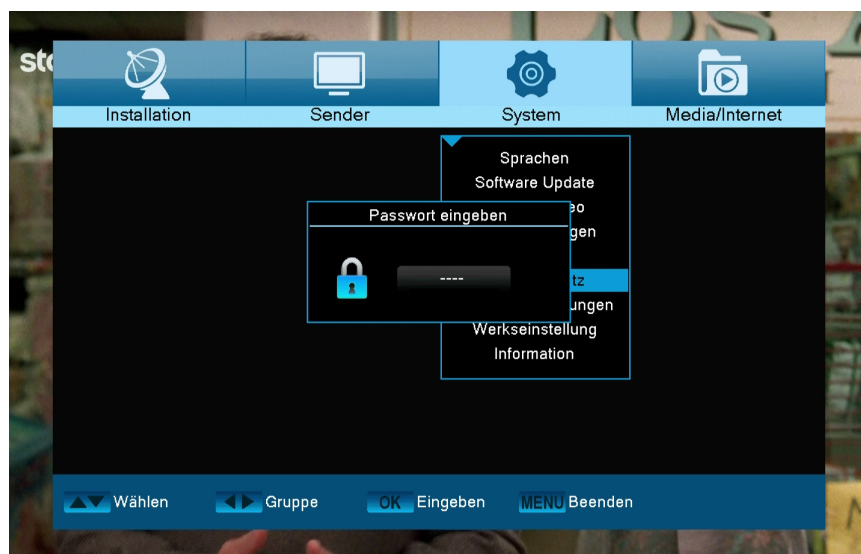 Installation
Sender
System
Media/Internet
Sprachen
Software Update
Passwort eingeben
----
Werkseinstellung
Information
Wählen
Gruppe
OK Eingeben
MENU Beenden